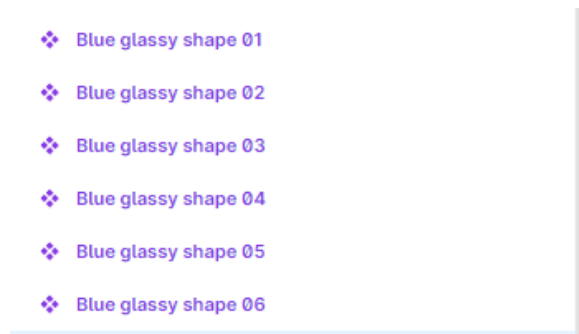 Blue glassy shape 01
Blue glassy shape 02
Blue glassy shape 03
Blue glassy shape 04
Blue glassy shape 05
Blue glassy shape 06